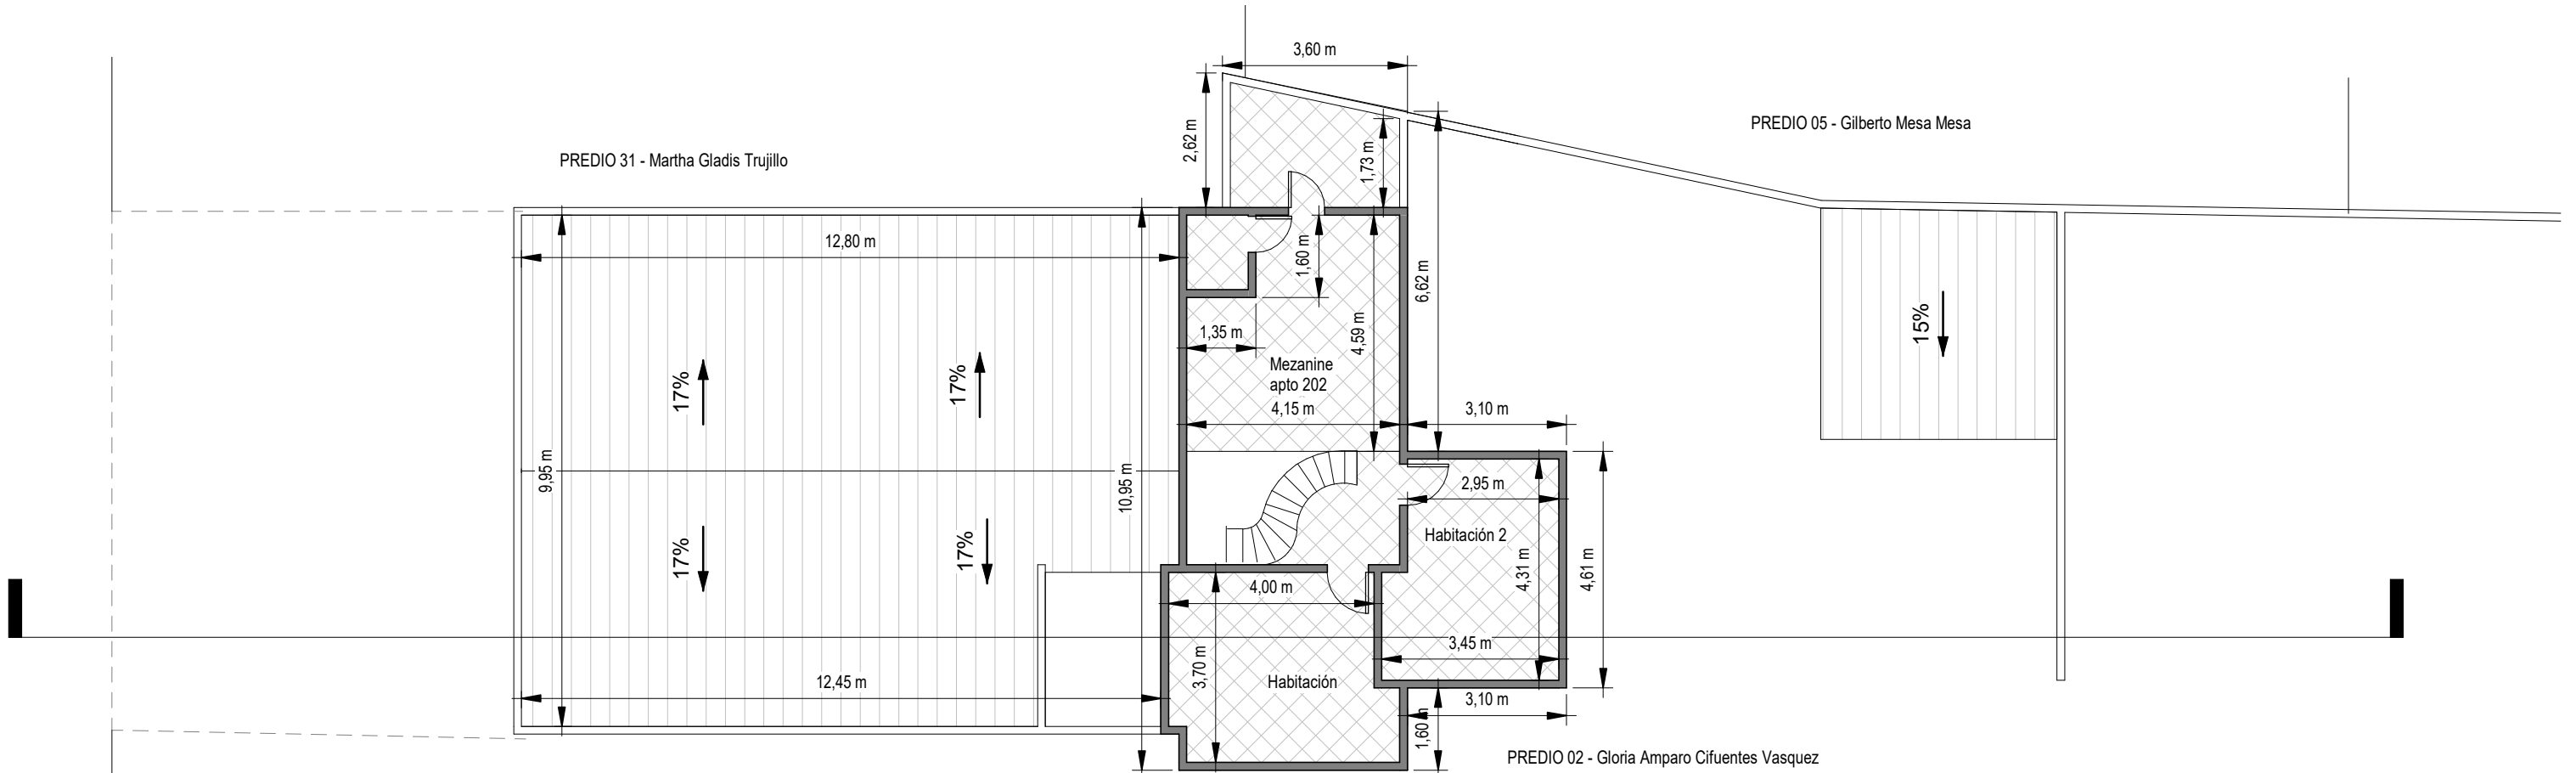 3,60 m
PREDIO 05 - Gilberto Mesa Mesa
2,62 m
1,73 m
PREDIO 31 - Martha Gladis Trujillo
12,80 m
1,60 m
6,62 m
15%
1,35 m
4,59 m
Mezanine
apto 202
17%
17%
4,15 m
3,10 m
9,95 m
10,95 m
2,95 m
Habitación 2
17%
17%
4,31 m
4,61 m
4,00 m
3,45 m
3,70 m
12,45 m
Habitación
3,10 m
1,60 m
PREDIO 02 - Gloria Amparo Cifuentes Vasquez